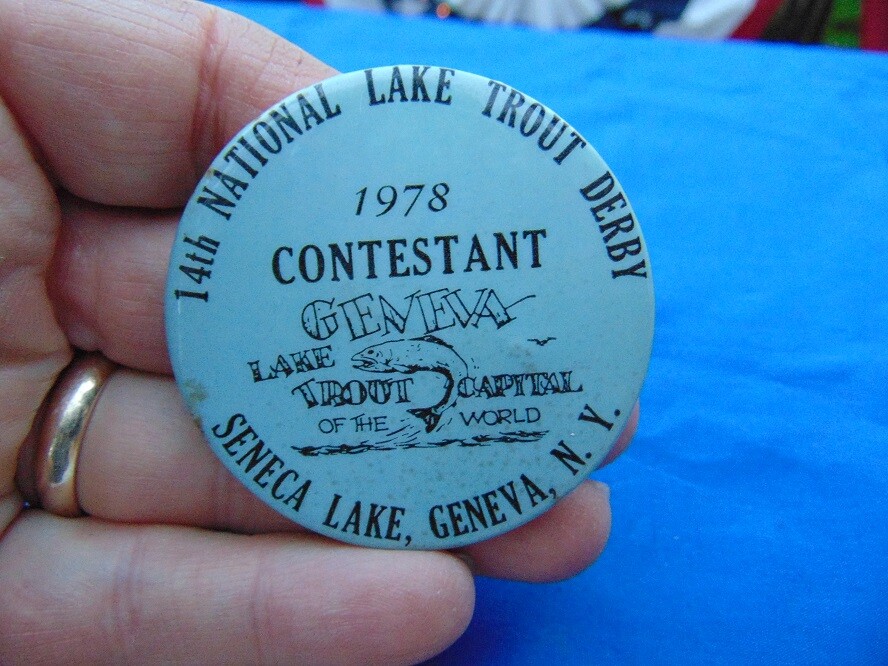 14th NATIONAL LAKE TROUT DERBY
1978
CONTESTANT
GENEVA
LAKE
TROUT CAPITAL
OF THE WORLD
SENECA LAKE, GENEVA, N. Y.